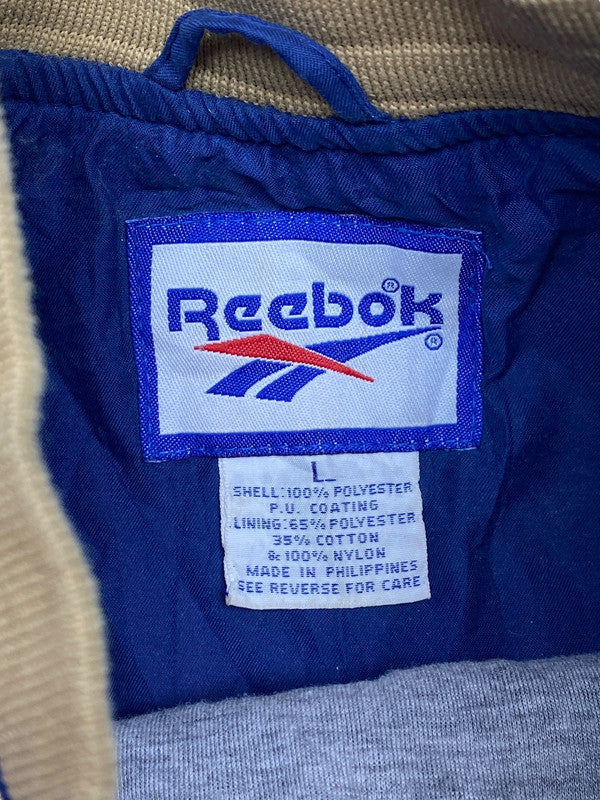 Reebok®
®
L
SHELL:100% POLYESTER
P.U. COATING
LINING:65% POLYESTER
35% COTTON
& 100% NYLON
MADE IN PHILIPPINES
SEE REVERSE FOR CARE